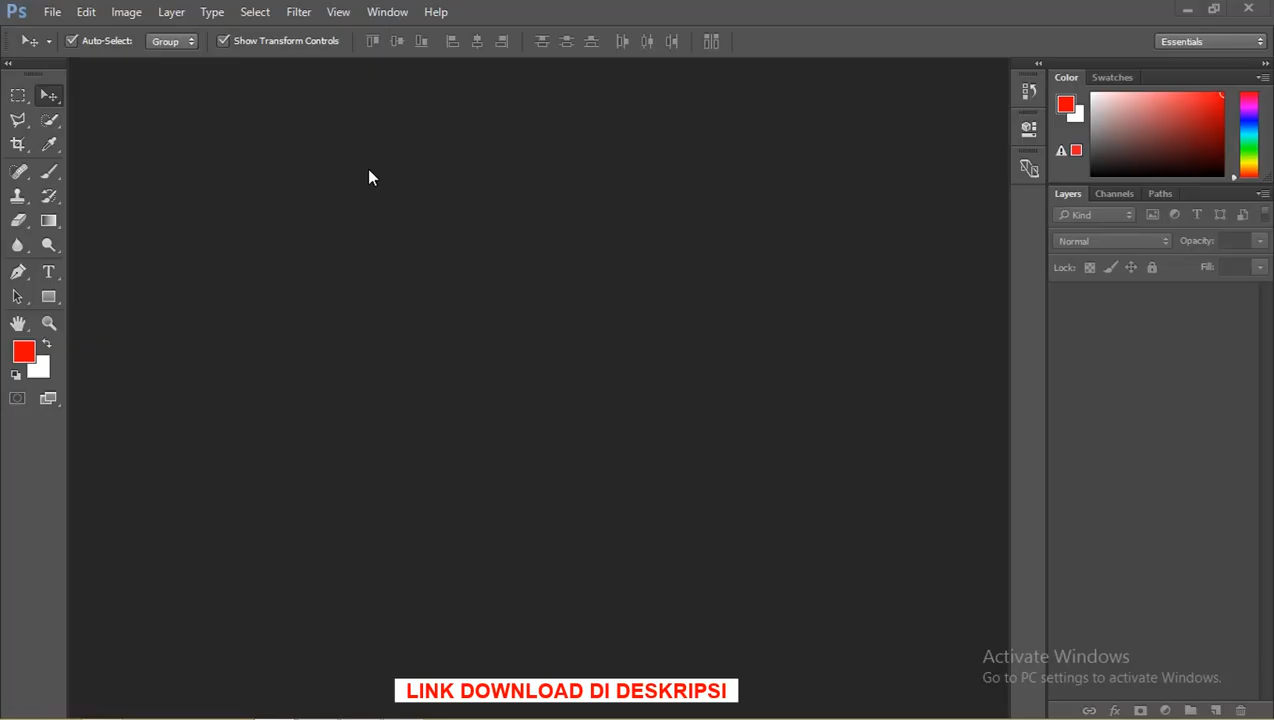 Ps File Edit Image Layer Type Select Filter View Window Help
Auto-Select: Group Show Transform Controls Essentials
Color Swatches
Layers Channels Paths
Kind
Normal Opacity:
Lock: Fill:
Activate Windows
Go to PC settings to activate Windows.
LINK DOWNLOAD DI DESKRIPSI